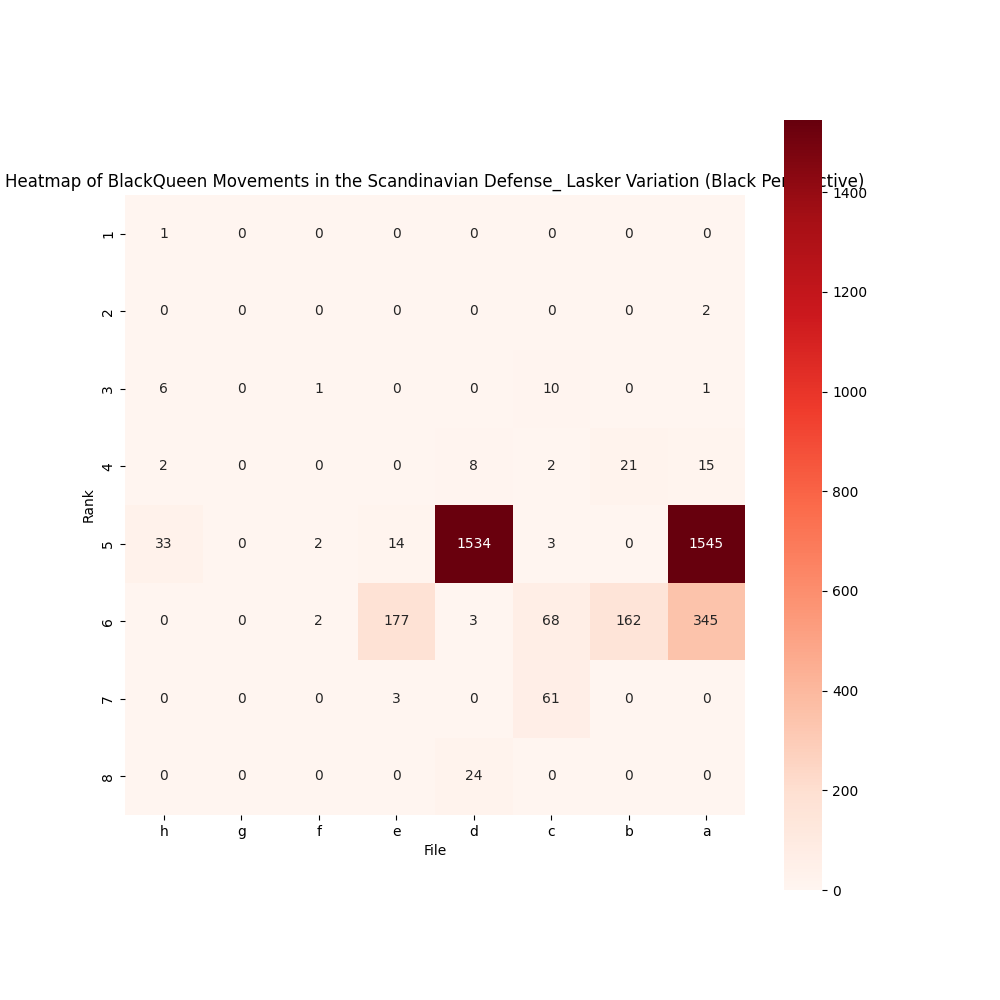 Heatmap of BlackQueen Movements in the Scandinavian Defense_ Lasker Variation (Black Pe ctive)
1400
1 1 0 0 0 0 0 0 0
1200
2 0 0 0 0 0 0 0 2
1000
3 6 0 1 0 0 10 0 1
4 2 0 0 0 8 2 21 15
800
Rank
5 33 0 2 14 1534 3 0 1545
600
6 0 0 2 177 3 68 162 345
400
7 0 0 0 3 0 61 0 0
8 0 0 0 0 24 0 0 0
200
h g f e d c b a
File
0